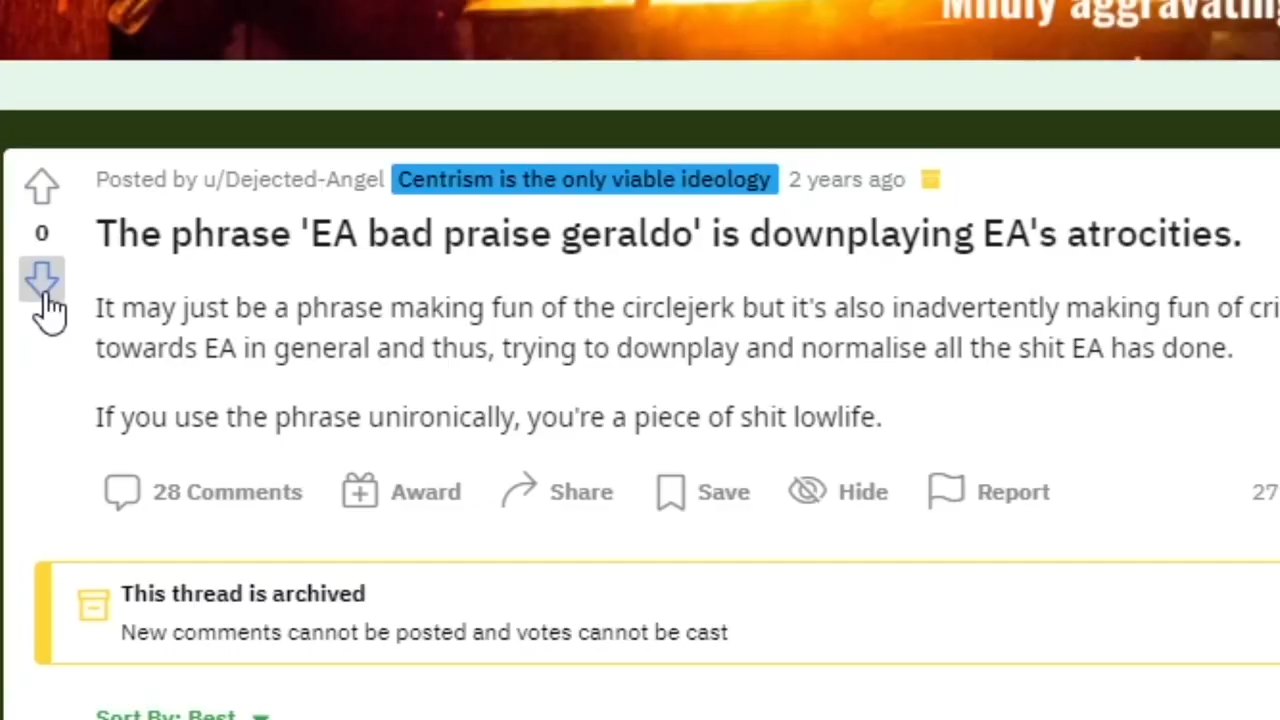 Mildly aggravating
Posted by u/Dejected-Angel Centrism is the only viable ideology 2 years ago
0
The phrase 'EA bad praise geraldo' is downplaying EA's atrocities.
It may just be a phrase making fun of the circlejerk but it's also inadvertently making fun of
towards EA in general and thus, trying to downplay and normalise all the shit EA has done.
If you use the phrase unironically, you're a piece of shit lowlife.
28 Comments Award Share Save Hide Report 27
This thread is archived
New comments cannot be posted and votes cannot be cast
Sort By: Best